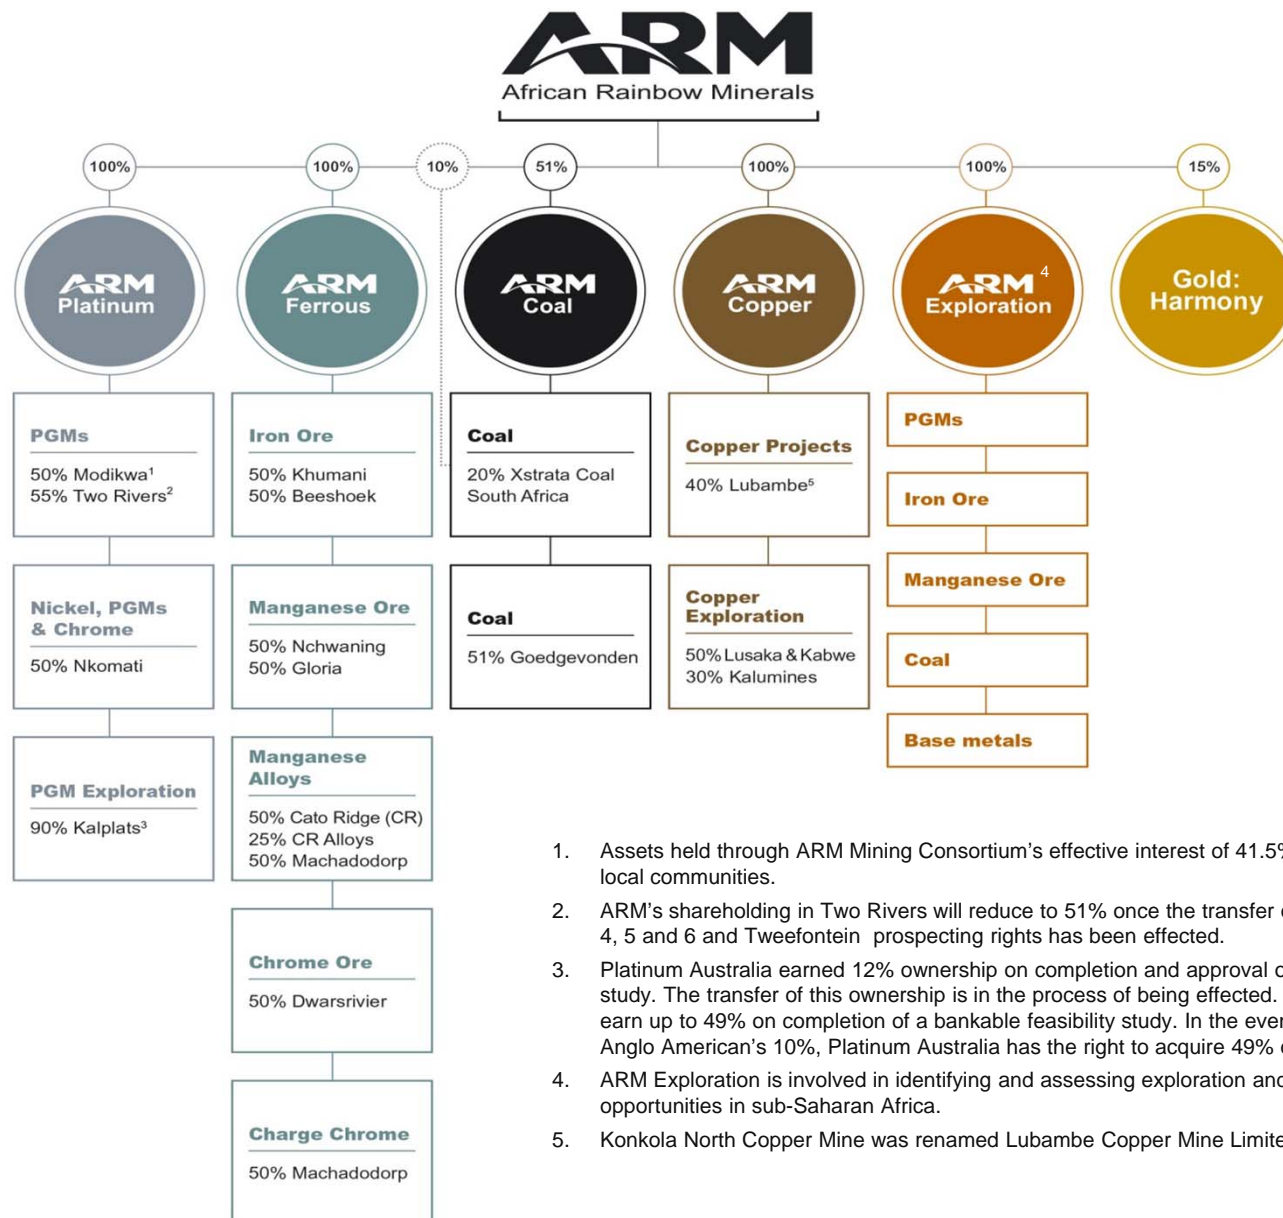 ARM
African Rainbow Minerals
100%
100%
10%
51%
100%
100%
15%
ARM
Platinum
ARM
Ferrous
ARM
Coal
ARM
Copper
ARM 4
Exploration
Gold:
Harmony
PGMs
50% Modikwa¹
55% Two Rivers²
Nickel, PGMs
& Chrome
50% Nkomati
PGM Exploration
90% Kalplats³
Iron Ore
50% Khumani
50% Beeshoek
Manganese Ore
50% Nchwaning
50% Gloria
Manganese
Alloys
50% Cato Ridge (CR)
25% CR Alloys
50% Machadodorp
Chrome Ore
50% Dwarsrivier
Charge Chrome
50% Machadodorp
Coal
20% Xstrata Coal
South Africa
Coal
51% Goedgevonden
Copper Projects
40% Lubambe⁵
Copper
Exploration
50% Lusaka & Kabwe
30% Kalumines
PGMs
Iron Ore
Manganese Ore
Coal
Base metals
1. Assets held through ARM Mining Consortium's effective interest of 41.5%
local communities.
2. ARM's shareholding in Two Rivers will reduce to 51% once the transfer
4, 5 and 6 and Tweefontein prospecting rights has been effected.
3. Platinum Australia earned 12% ownership on completion and approval
study. The transfer of this ownership is in the process of being effected.
earn up to 49% on completion of a bankable feasibility study. In the
Anglo American's 10%, Platinum Australia has the right to acquire 49%
4. ARM Exploration is involved in identifying and assessing exploration and
opportunities in sub-Saharan Africa.
5. Konkola North Copper Mine was renamed Lubambe Copper Mine